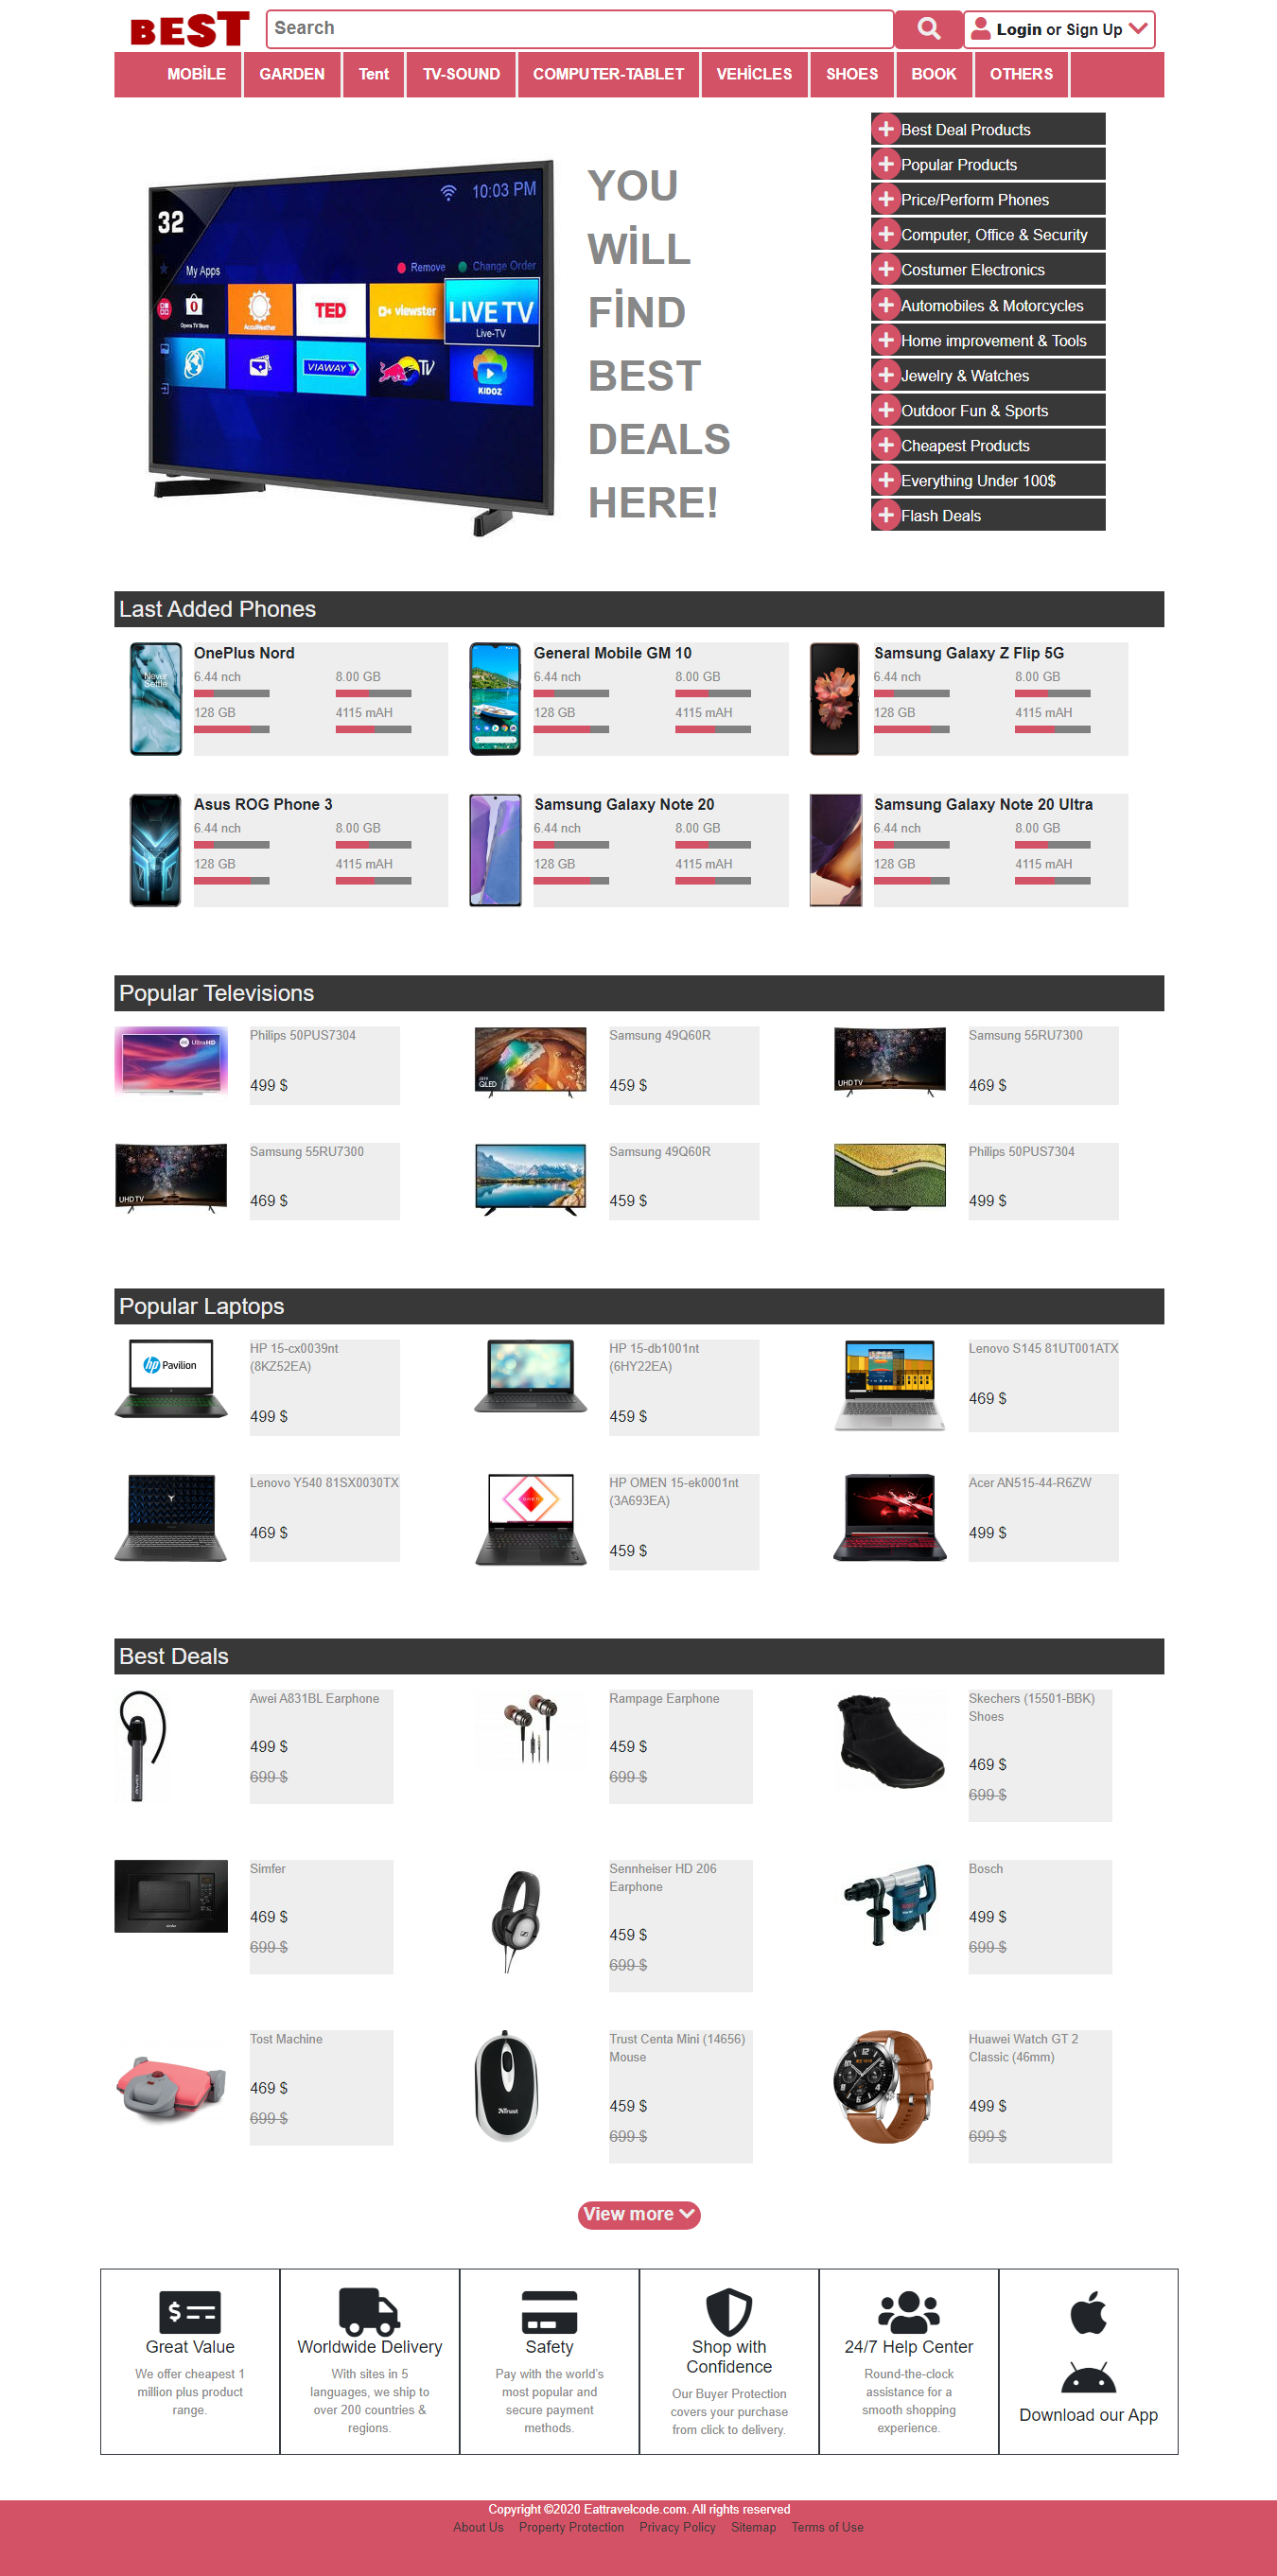 BEST
Search
Login or Sign Up
MOBİLE GARDEN Tent TV-SOUND COMPUTER-TABLET VEHİCLES SHOES BOOK OTHERS
32
10:03 PM
My Apps
Remove Change Order
Opera TV Store
AccuWeather
TED
viewster
LIVE TV
Live-TV
VIAWAY
TV
KIDOZ
YOU
WİLL
FİND
BEST
DEALS
HERE!
Best Deal Products
Popular Products
Price/Perform Phones
Computer, Office & Security
Costumer Electronics
Automobiles & Motorcycles
Home improvement & Tools
Jewelry & Watches
Outdoor Fun & Sports
Cheapest Products
Everything Under 100$
Flash Deals
Last Added Phones
Never
Settle
OnePlus Nord
6.44 nch 8.00 GB
128 GB 4115 mAH
General Mobile GM 10
6.44 nch 8.00 GB
128 GB 4115 mAH
Samsung Galaxy Z Flip 5G
6.44 nch 8.00 GB
128 GB 4115 mAH
Asus ROG Phone 3
6.44 nch 8.00 GB
128 GB 4115 mAH
Samsung Galaxy Note 20
6.44 nch 8.00 GB
128 GB 4115 mAH
Samsung Galaxy Note 20 Ultra
6.44 nch 8.00 GB
128 GB 4115 mAH
Popular Televisions
UltraHD
Philips 50PUS7304
499 $
QLED
Samsung 49Q60R
459 $
UHD TV
Samsung 55RU7300
469 $
UHD TV
Samsung 55RU7300
469 $
Samsung 49Q60R
459 $
Philips 50PUS7304
499 $
Popular Laptops
hp Pavilion
HP 15-cx0039nt
(8KZ52EA)
499 $
HP 15-db1001nt
(6HY22EA)
459 $
Lenovo S145 81UT001ATX
469 $
Lenovo Y540 81SX0030TX
469 $
HP OMEN 15-ek0001nt
(3A693EA)
459 $
Acer AN515-44-R6ZW
499 $
Best Deals
Awei A831BL Earphone
499 $
699 $
Rampage Earphone
459 $
699 $
Skechers (15501-BBK)
Shoes
469 $
699 $
Simfer
469 $
699 $
Sennheiser HD 206
Earphone
459 $
699 $
Bosch
499 $
699 $
Tost Machine
469 $
699 $
Trust
Trust Centa Mini (14656)
Mouse
459 $
699 $
Huawei Watch GT 2
Classic (46mm)
499 $
699 $
View more
Great Value
We offer cheapest 1
million plus product
range.
Worldwide Delivery
With sites in 5
languages, we ship to
over 200 countries &
regions.
Safety
Pay with the world's
most popular and
secure payment
methods.
Shop with
Confidence
Our Buyer Protection
covers your purchase
from click to delivery.
24/7 Help Center
Round-the-clock
assistance for a
smooth shopping
experience.
Download our App
Copyright ©2020 Eattravelcode.com. All rights reserved
About Us Property Protection Privacy Policy Sitemap Terms of Use